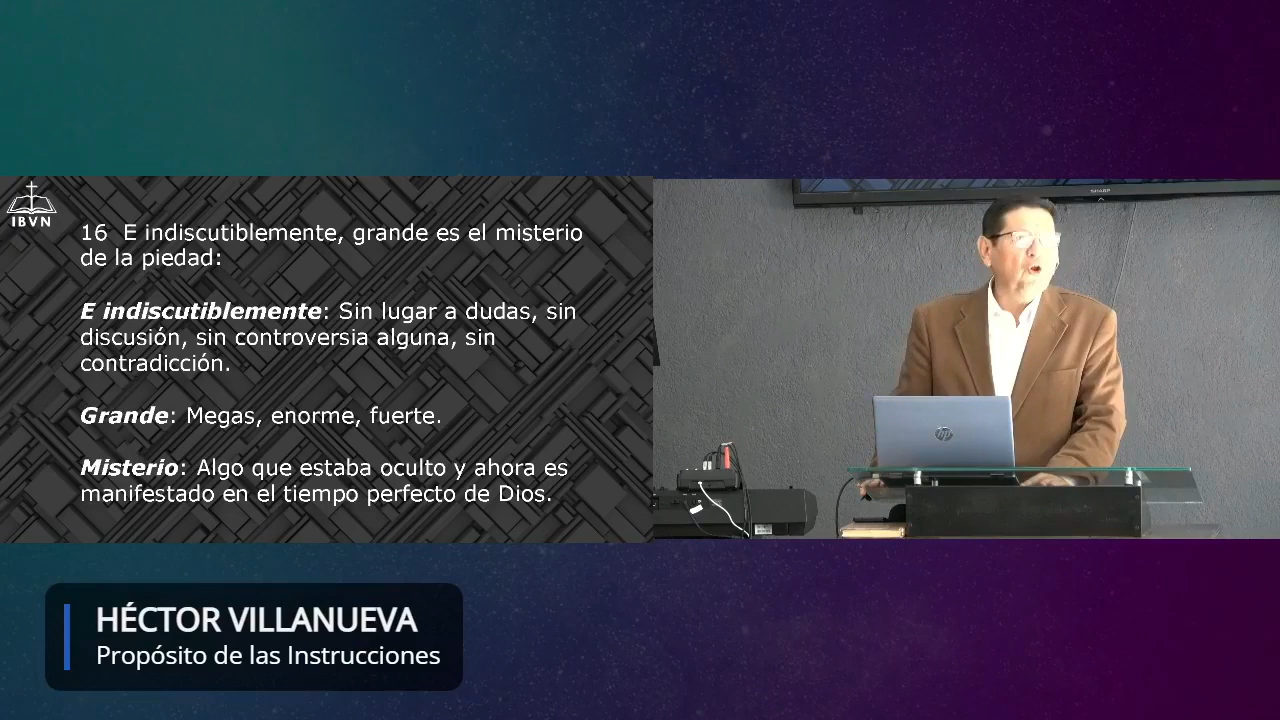 IBVN
16 E indiscutiblemente, grande es el misterio
de la piedad:
E indiscutiblemente: Sin lugar a dudas, sin
discusión, sin controversia alguna, sin
contradicción.
Grande: Megas, enorme, fuerte.
Misterio: Algo que estaba oculto y ahora es
manifestado en el tiempo perfecto de Dios.
SHARP
hp
HÉCTOR VILLANUEVA
Propósito de las Instrucciones